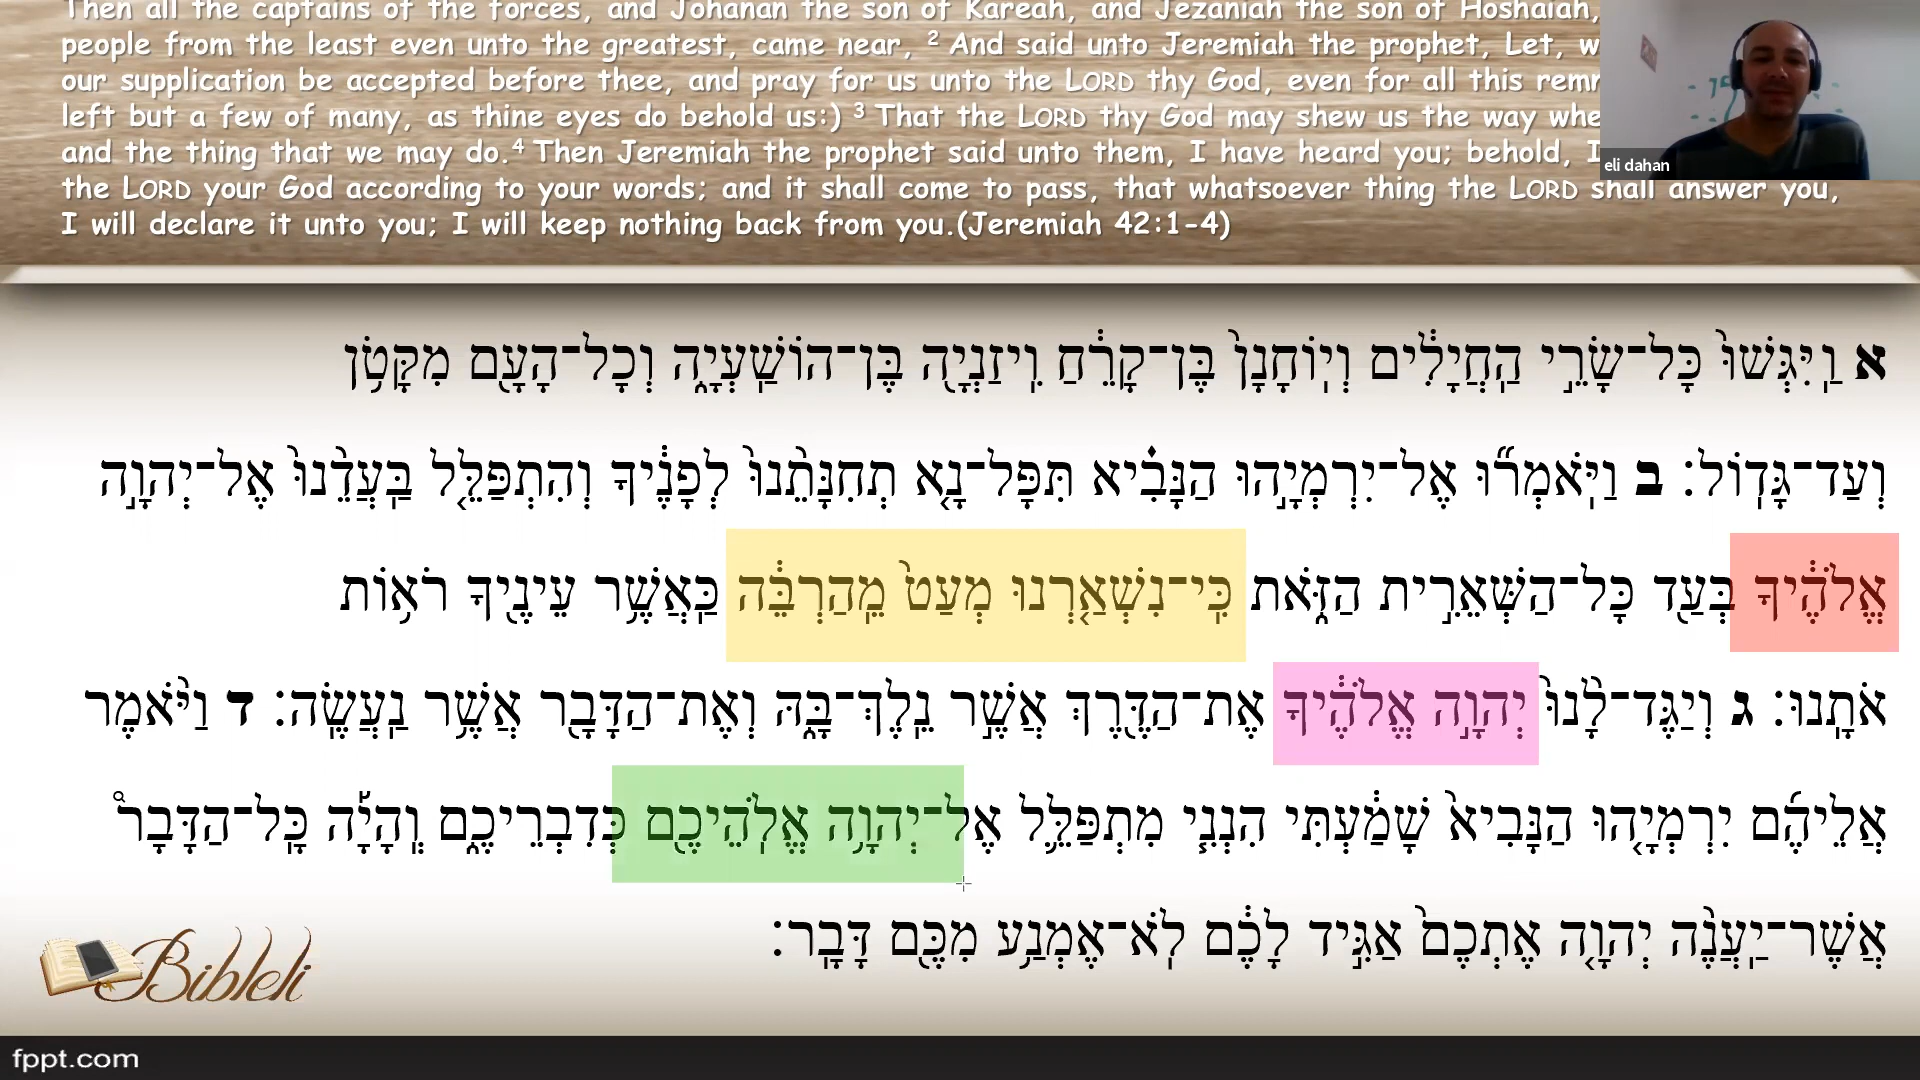 Then all the captains of the forces, and Johanan the son of Kareah, and Jezaniah the son of Hoshaiah,
people from the least even unto the greatest, came near, ² And said unto Jeremiah the prophet, Let, w
our supplication be accepted before thee, and pray for us unto the LORD thy God, even for all this remn
left but a few of many, as thine eyes do behold us:) ³ That the LORD thy God may shew us the way whe
and the thing that we may do.⁴ Then Jeremiah the prophet said unto them, I have heard you; behold, I
eli dahan
the LORD your God according to your words; and it shall come to pass, that whatsoever thing the LORD shall answer you,
I will declare it unto you; I will keep nothing back from you.(Jeremiah 42:1-4)
א וַֽיִּגְּשׁוּ֙ כָּל־שָׂרֵ֣י הַֽחֲיָלִ֔ים וְיֽוֹחָנָן֙ בֶּן־קָרֵ֔חַ וִֽיזַנְיָ֖ה בֶּן־הוֹשַֽׁעְיָ֑ה וְכָל־הָעָ֖ם מִקָּטֹ֥ן
וְעַד־גָּדֽוֹל׃ ב וַיֹּֽאמְר֞וּ אֶל־יִרְמְיָ֣הוּ הַנָּבִ֗יא תִּפָּל־נָ֤א תְחִנָּתֵ֙נוּ֙ לְפָנֶ֔יךָ וְהִתְפַּלֵּ֤ל בַּֽעֲדֵ֙נוּ֙ אֶל־יְהוָ֣ה
אֱלֹהֶ֔יךָ בְּעַ֖ד כָּל־הַשְּׁאֵרִ֣ית הַזֹּ֑את כִּֽי־נִשְׁאַ֤רְנוּ מְעַט֙ מֵֽהַרְבֵּ֔ה כַּֽאֲשֶׁ֥ר עֵינֶ֖יךָ רֹא֥וֹת
אֹתָֽנוּ׃ ג וְיַגֶּד־לָ֙נוּ֙ יְהוָ֣ה אֱלֹהֶ֔יךָ אֶת־הַדֶּ֖רֶךְ אֲשֶׁ֣ר נֵֽלֶךְ־בָּ֑הּ וְאֶת־הַדָּבָ֖ר אֲשֶׁ֥ר נַֽעֲשֶֽׂה׃ ד וַיֹּ֨אמֶר
אֲלֵיהֶ֜ם יִרְמְיָ֤הוּ הַנָּבִיא֙ שָׁמַ֔עְתִּי הִנְנִ֧י מִתְפַּלֵּ֛ל אֶל־יְהוָ֥ה אֱלֹֽהֵיכֶ֖ם כְּדִבְרֵיכֶ֑ם וְֽהָיָ֡ה כָּֽל־הַדָּבָר֩
אֲשֶׁר־יַֽעֲנֶ֨ה יְהוָ֤ה אֶתְכֶם֙ אַגִּ֣יד לָכֶ֔ם לֹֽא־אֶמְנַ֥ע מִכֶּ֖ם דָּבָֽר׃
Bibleli
fppt.com